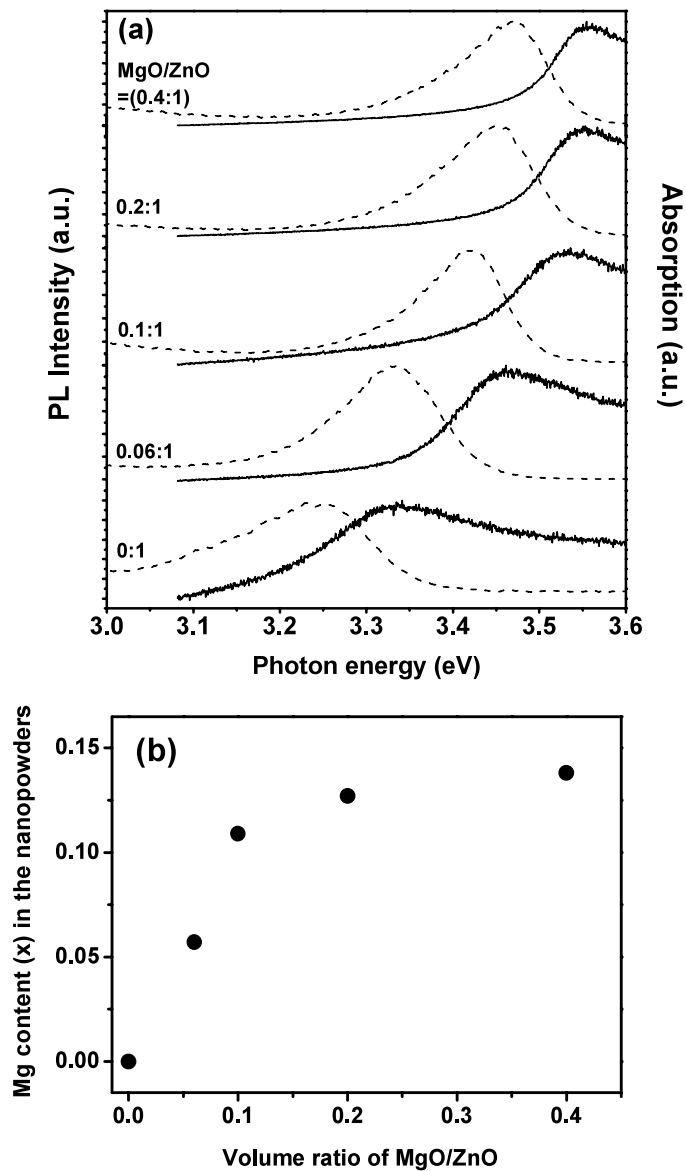 (a)
MgO/ZnO
=(0.4:1)
0.2:1
0.1:1
0.06:1
0:1
PL Intensity (a.u.)
Absorption (a.u.)
3.0 3.1 3.2 3.3 3.4 3.5 3.6
Photon energy (eV)
(b)
0.15
0.10
0.05
0.00
Mg content (x) in the nanopowders
0.0 0.1 0.2 0.3 0.4
Volume ratio of MgO/ZnO